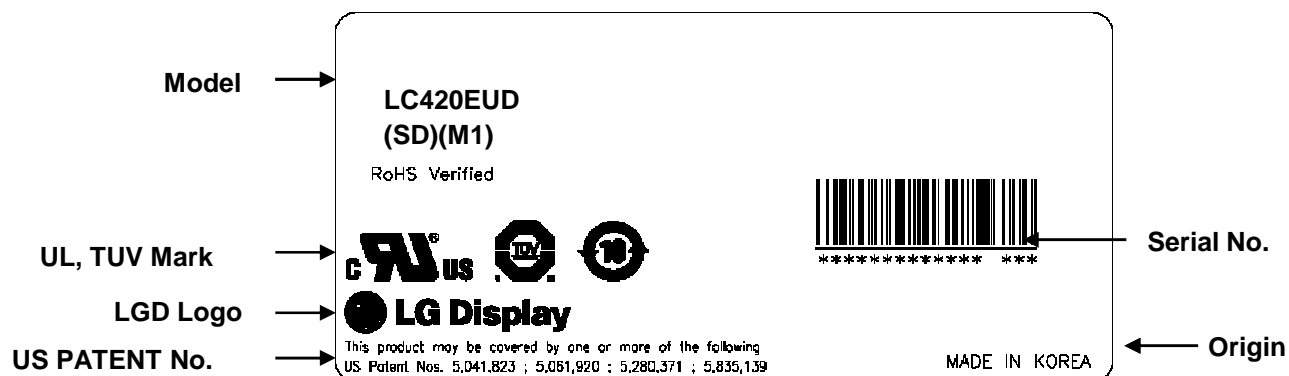 Model
LC420EUD
(SD)(M1)
RoHS Verified
UL, TUV Mark
C RU ® US
TUV
10
Serial No.
************* ***
LGD Logo
LG Display
US PATENT No.
This product may be covered by one or more of the following
US Patent Nos. 5,041,823 ; 5,061,920 ; 5,280,371 ; 5,835,139
MADE IN KOREA
Origin